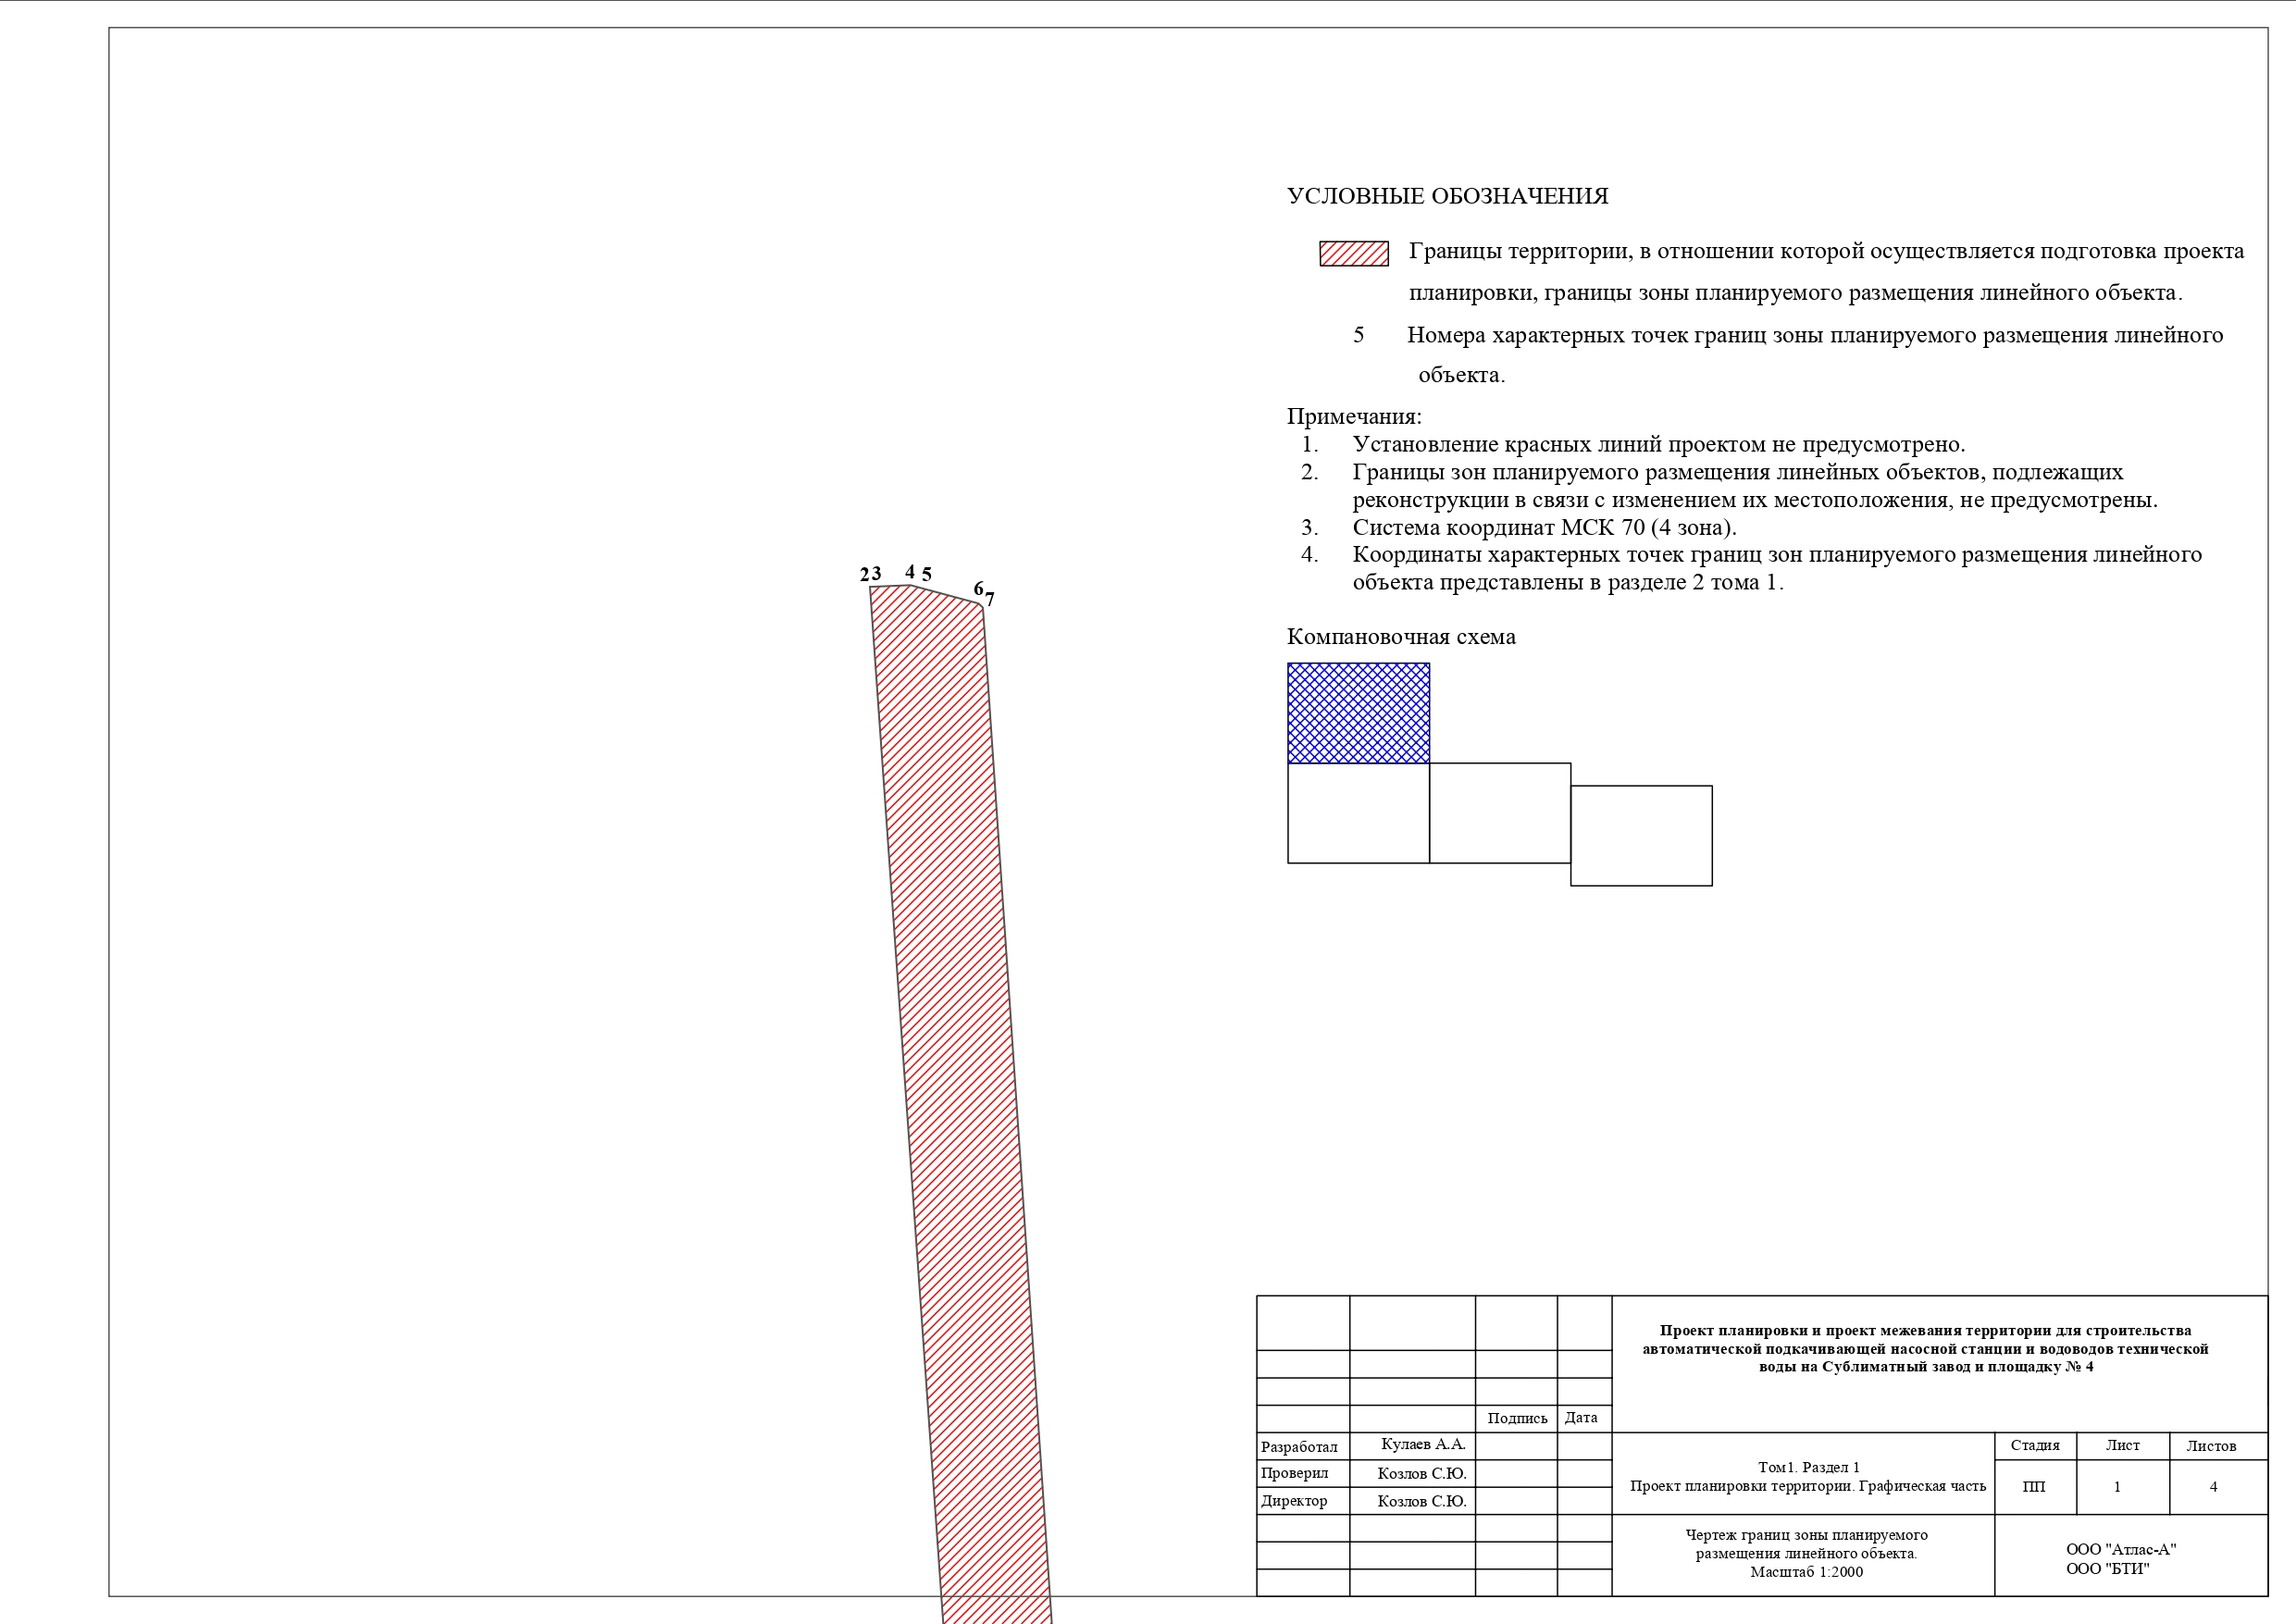 УСЛОВНЫЕ ОБОЗНАЧЕНИЯ
Границы территории, в отношении которой осуществляется подготовка проекта
планировки, границы зоны планируемого размещения линейного объекта.
5 Номера характерных точек границ зоны планируемого размещения линейного
объекта.
Примечания:
1. Установление красных линий проектом не предусмотрено.
2. Границы зон планируемого размещения линейных объектов, подлежащих
реконструкции в связи с изменением их местоположения, не предусмотрены.
3. Система координат МСК 70 (4 зона).
4. Координаты характерных точек границ зон планируемого размещения линейного
объекта представлены в разделе 2 тома 1.
2 3 4 5 6 7
Компановочная схема
Проект планировки и проект межевания территории для строительства
автоматической подкачивающей насосной станции и водоводов технической
воды на Сублиматный завод и площадку № 4
Подпись Дата
Разработал Кулаев А.А.
Проверил Козлов С.Ю.
Директор Козлов С.Ю.
Том1. Раздел 1
Проект планировки территории. Графическая часть
Стадия Лист Листов
ПП 1 4
Чертеж границ зоны планируемого
размещения линейного объекта.
Масштаб 1:2000
ООО "Атлас-А"
ООО "БТИ"